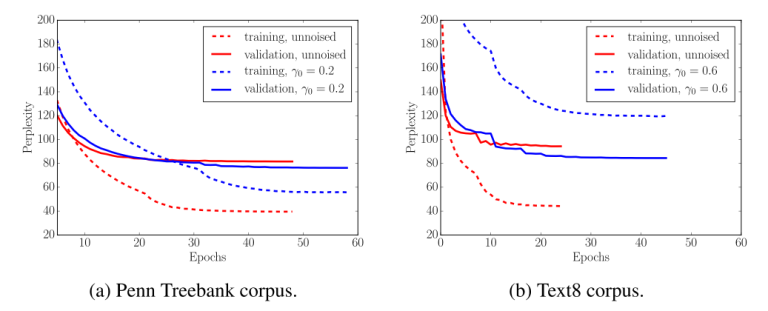 200
180
160
140
120
100
80
60
40
20
Perplexity
training, unnoised
validation, unnoised
training, γ₀ = 0.2
validation, γ₀ = 0.2
10 20 30 40 50 60
Epochs
(a) Penn Treebank corpus.
200
180
160
140
120
100
80
60
40
20
Perplexity
training, unnoised
validation, unnoised
training, γ₀ = 0.6
validation, γ₀ = 0.6
0 10 20 30 40 50 60
Epochs
(b) Text8 corpus.